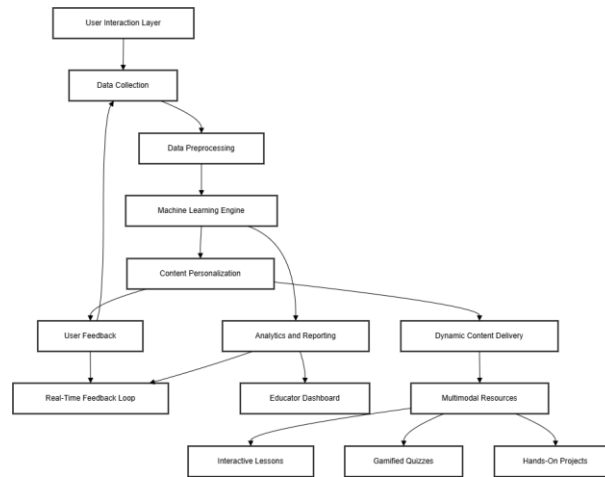 User Interaction Layer
Data Collection
Data Preprocessing
Machine Learning Engine
Content Personalization
User Feedback
Analytics and Reporting
Dynamic Content Delivery
Real-Time Feedback Loop
Educator Dashboard
Multimodal Resources
Interactive Lessons
Gamified Quizzes
Hands-On Projects